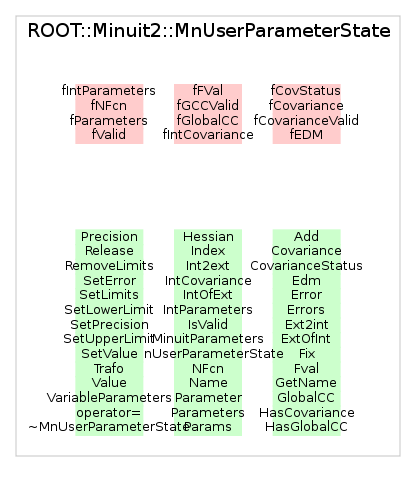 ROOT::Minuit2::MnUserParameterState
fIntParameters
fNFcn
fParameters
fValid
fFVal
fGCCValid
fGlobalCC
fIntCovariance
fCovStatus
fCovariance
fCovarianceValid
fEDM
Precision
Release
RemoveLimits
SetError
SetLimits
SetLowerLimit
SetPrecision
SetUpperLimit
SetValue
Trafo
Value
VariableParameters
operator=
~MnUserParameterState
Hessian
Index
Int2ext
IntCovariance
IntOfExt
IntParameters
IsValid
MinuitParameters
nUserParameterState
NFcn
Name
Parameter
Parameters
Params
Add
Covariance
CovarianceStatus
Edm
Error
Errors
Ext2int
ExtOfInt
Fix
Fval
GetName
GlobalCC
HasCovariance
HasGlobalCC